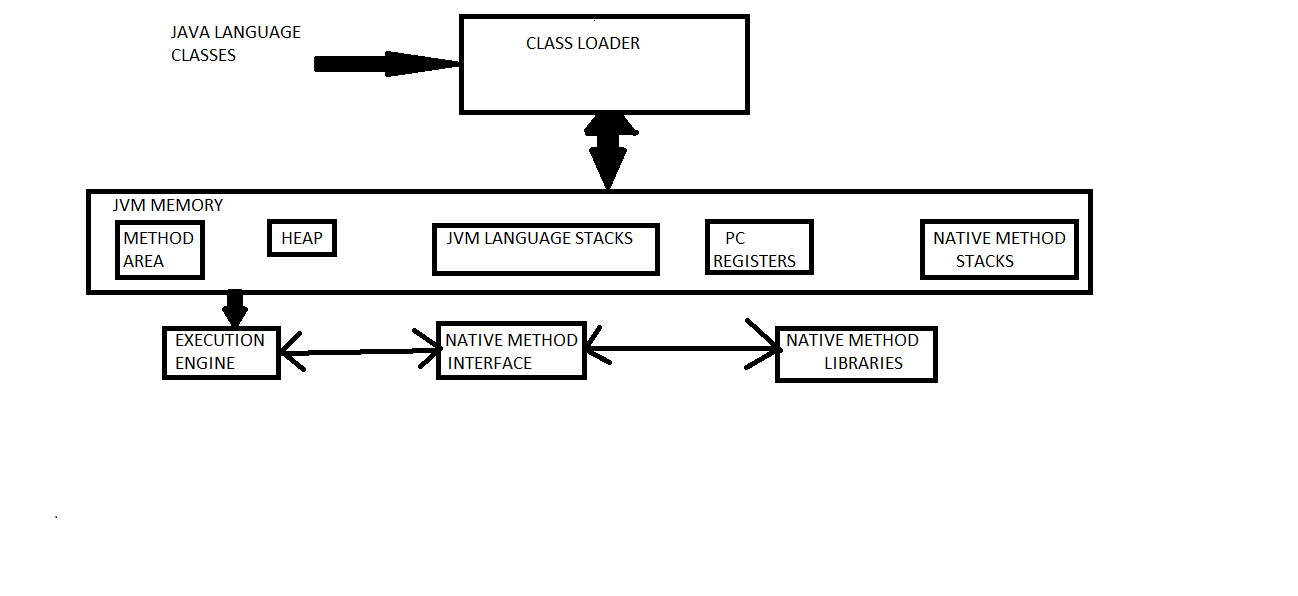 JAVA LANGUAGE
CLASSES
CLASS LOADER
JVM MEMORY
METHOD
AREA
HEAP
JVM LANGUAGE STACKS
PC
REGISTERS
NATIVE METHOD
STACKS
EXECUTION
ENGINE
NATIVE METHOD
INTERFACE
NATIVE METHOD
LIBRARIES